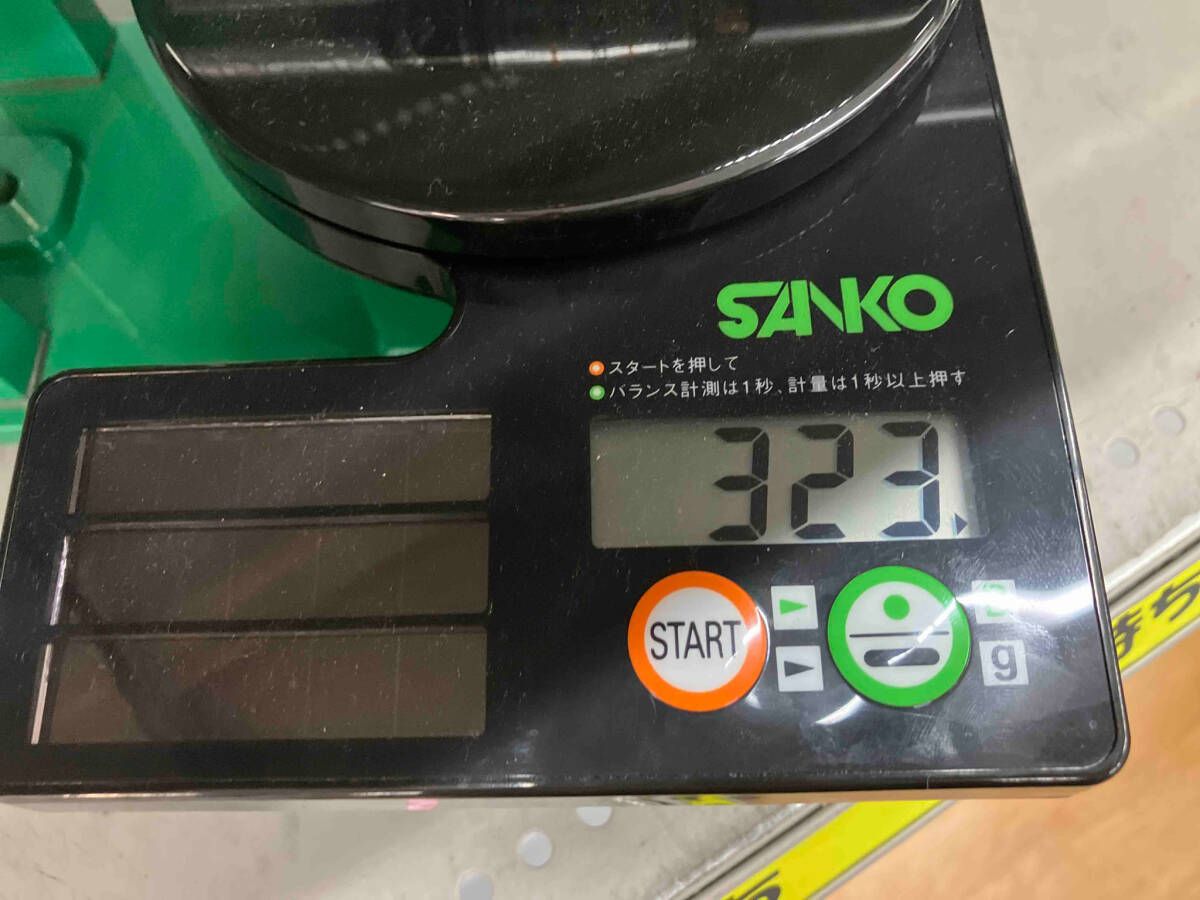 SANKO
スタートを押して
バランス計測は1秒、計量は1秒以上押す
323.
START
g